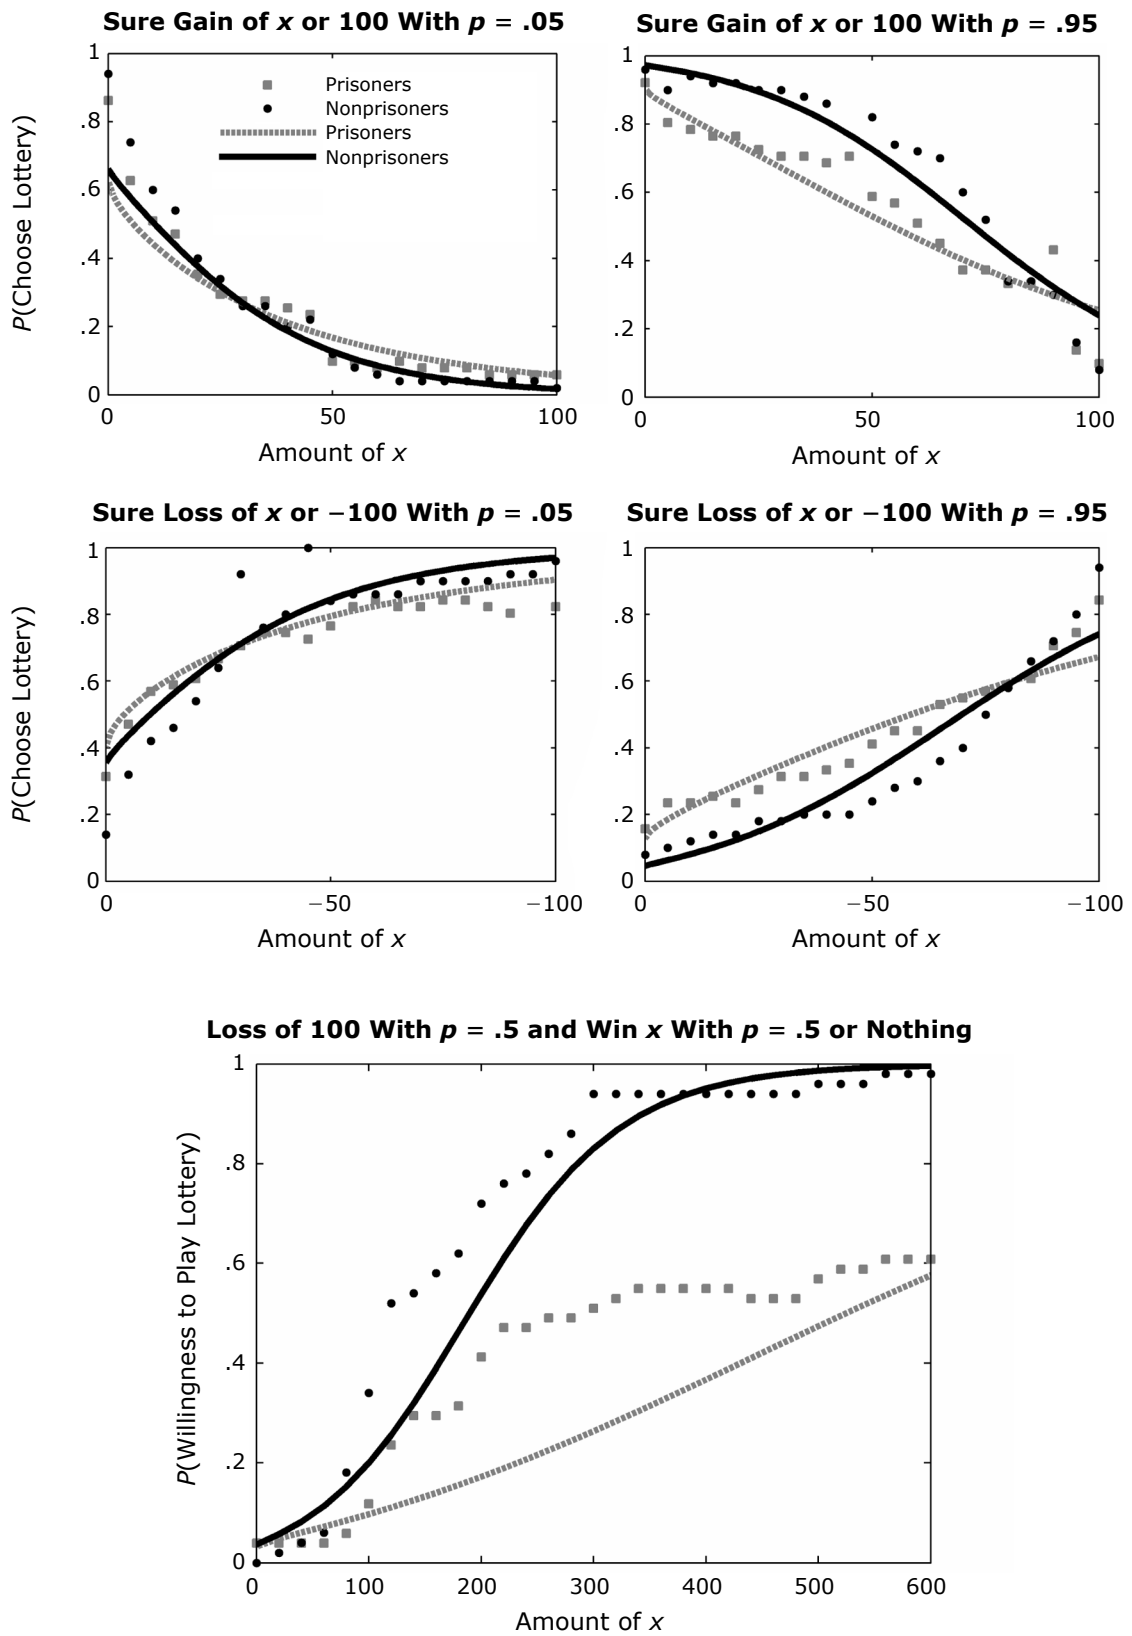 Sure Gain of x or 100 With p = .05
Sure Gain of x or 100 With p = .95
P(Choose Lottery)
1
.8
.6
.4
.2
0
Prisoners
Nonprisoners
Prisoners
Nonprisoners
0
50
100
Amount of x
1
.8
.6
.4
.2
0
0
50
100
Amount of x
Sure Loss of x or −100 With p = .05
Sure Loss of x or −100 With p = .95
P(Choose Lottery)
1
.8
.6
.4
.2
0
0
−50
−100
Amount of x
1
.8
.6
.4
.2
0
0
−50
−100
Amount of x
Loss of 100 With p = .5 and Win x With p = .5 or Nothing
P(Willingness to Play Lottery)
1
.8
.6
.4
.2
0
0
100
200
300
400
500
600
Amount of x